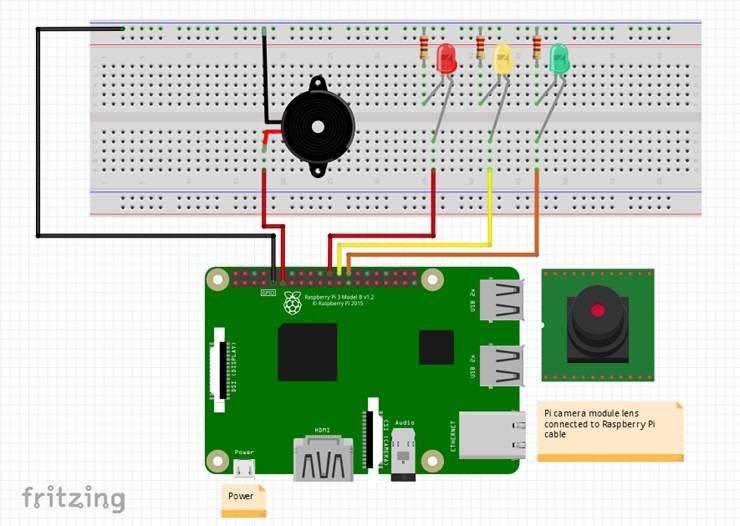 GPIO
Raspberry Pi 3 Model B v1.2
© Raspberry Pi 2015
DSI (DISPLAY)
USB 2x
USB 2x
Pi camera module lens
connected to Raspberry Pi
cable
Power
HDMI
CSI (CAMERA)
Audio
ETHERNET
Power
fritzing